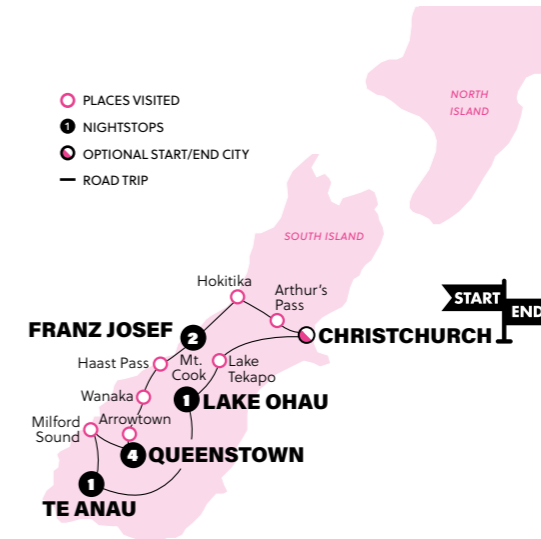 NORTH
ISLAND
PLACES VISITED
1 NIGHTSTOPS
OPTIONAL START/END CITY
ROAD TRIP
SOUTH ISLAND
Hokitika
Arthur's
Pass
START
END
FRANZ JOSEF
2
CHRISTCHURCH
Haast Pass
Mt.
Cook
Lake
Tekapo
Wanaka
1
LAKE OHAU
Milford
Sound
Arrowtown
4
QUEENSTOWN
1
TE ANAU